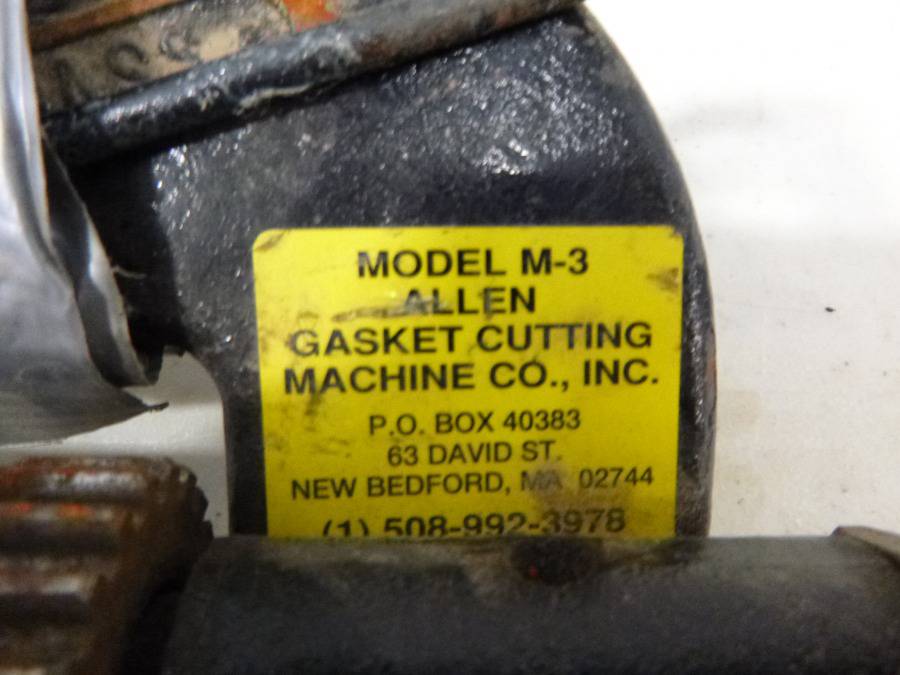 MODEL M-3
ALLEN
GASKET CUTTING
MACHINE CO., INC.
P.O. BOX 40383
63 DAVID ST.
NEW BEDFORD, MA 02744
(1) 508-992-3978